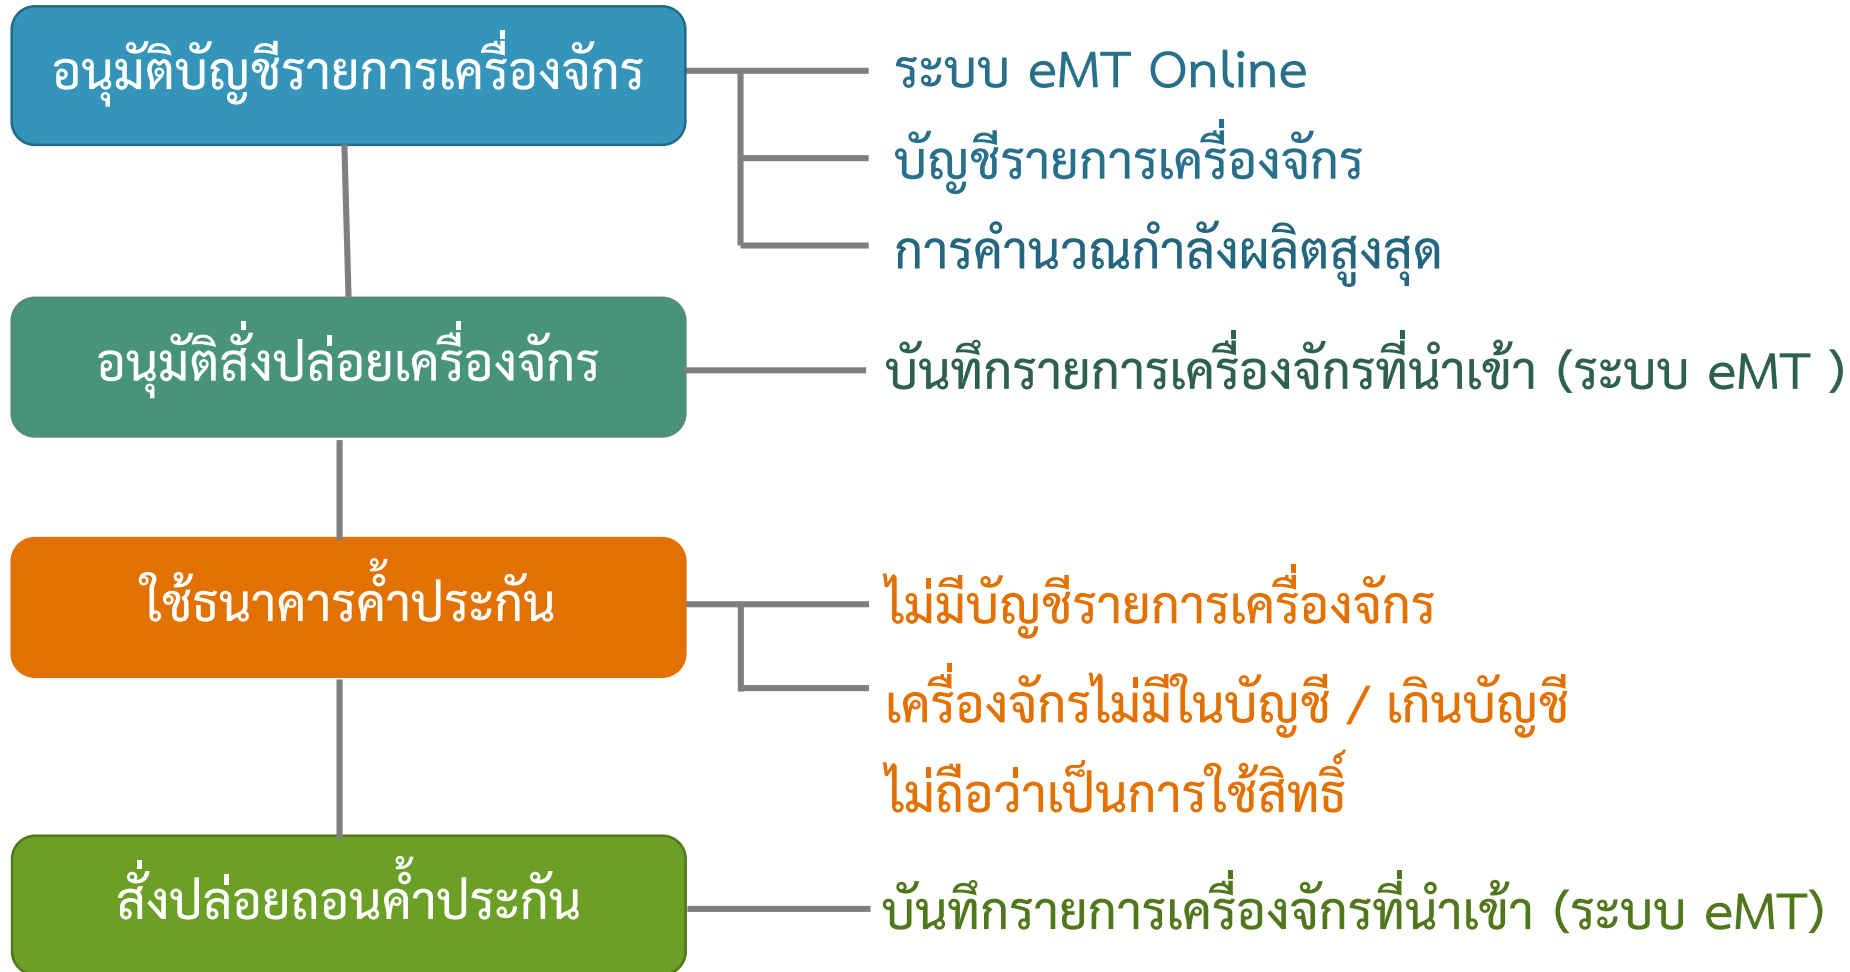 อนุมัติบัญชีรายการเครื่องจักร
ระบบ eMT Online
บัญชีรายการเครื่องจักร
การคำนวณกำลังผลิตสูงสุด
อนุมัติสั่งปล่อยเครื่องจักร
บันทึกรายการเครื่องจักรที่นำเข้า (ระบบ eMT )
ใช้ธนาคารค้ำประกัน
ไม่มีบัญชีรายการเครื่องจักร
เครื่องจักรไม่มีในบัญชี / เกินบัญชี
ไม่ถือว่าเป็นการใช้สิทธิ์
สั่งปล่อยถอนค้ำประกัน
บันทึกรายการเครื่องจักรที่นำเข้า (ระบบ eMT)